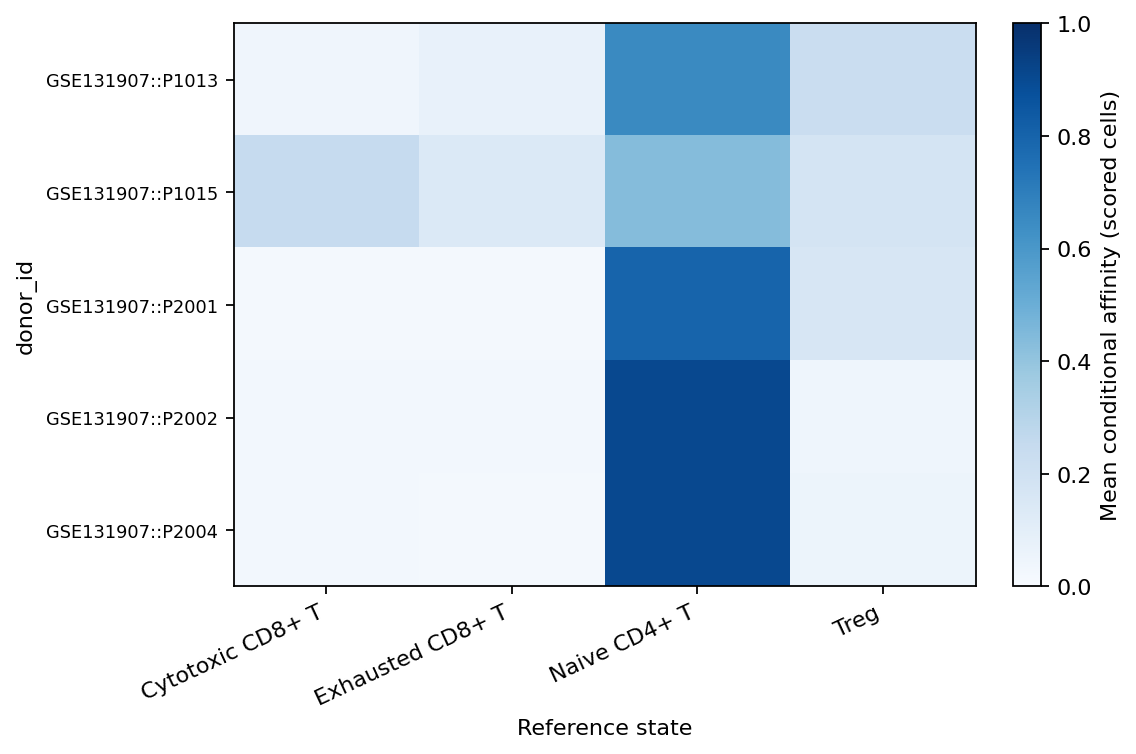 GSE131907::P1013
GSE131907::P1015
GSE131907::P2001
GSE131907::P2002
GSE131907::P2004
donor_id
Cytotoxic CD8+ T
Exhausted CD8+ T
Naive CD4+ T
Treg
Reference state
1.0
0.8
0.6
0.4
0.2
0.0
Mean conditional affinity (scored cells)